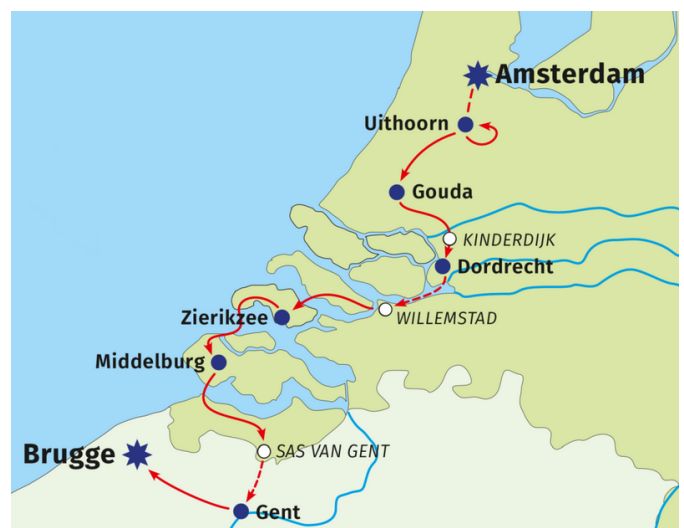 Amsterdam
Uithoorn
Gouda
KINDERDIJK
Dordrecht
Zierikzee
WILLEMSTAD
Middelburg
Brugge
SAS VAN GENT
Gent